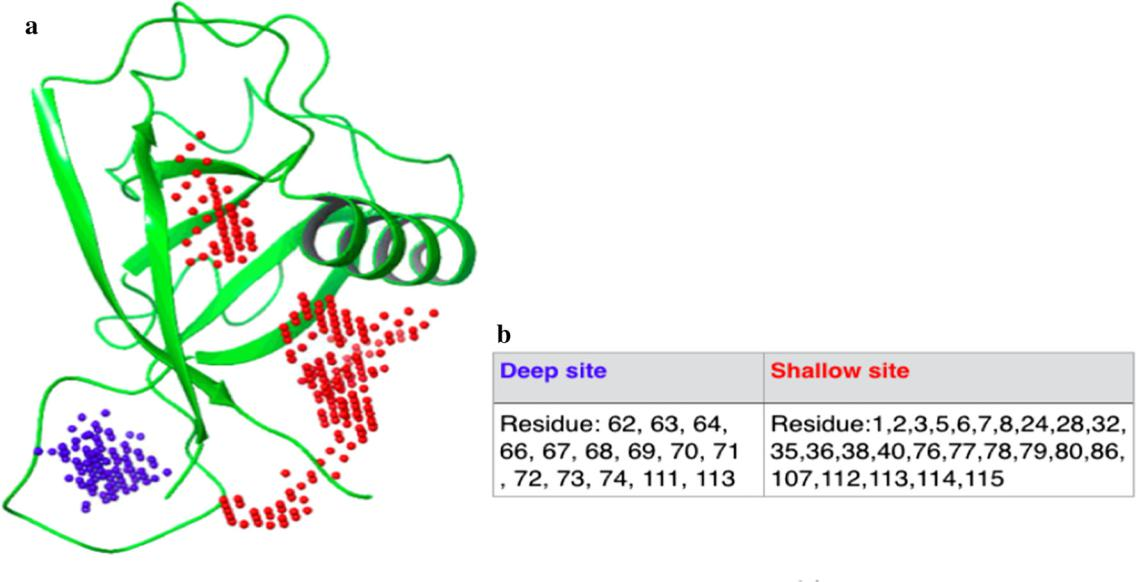 a
b
Deep site
Shallow site
Residue: 62, 63, 64,
66, 67, 68, 69, 70, 71
, 72, 73, 74, 111, 113
Residue:1,2,3,5,6,7,8,24,28,32,
35,36,38,40,76,77,78,79,80,86,
107,112,113,114,115